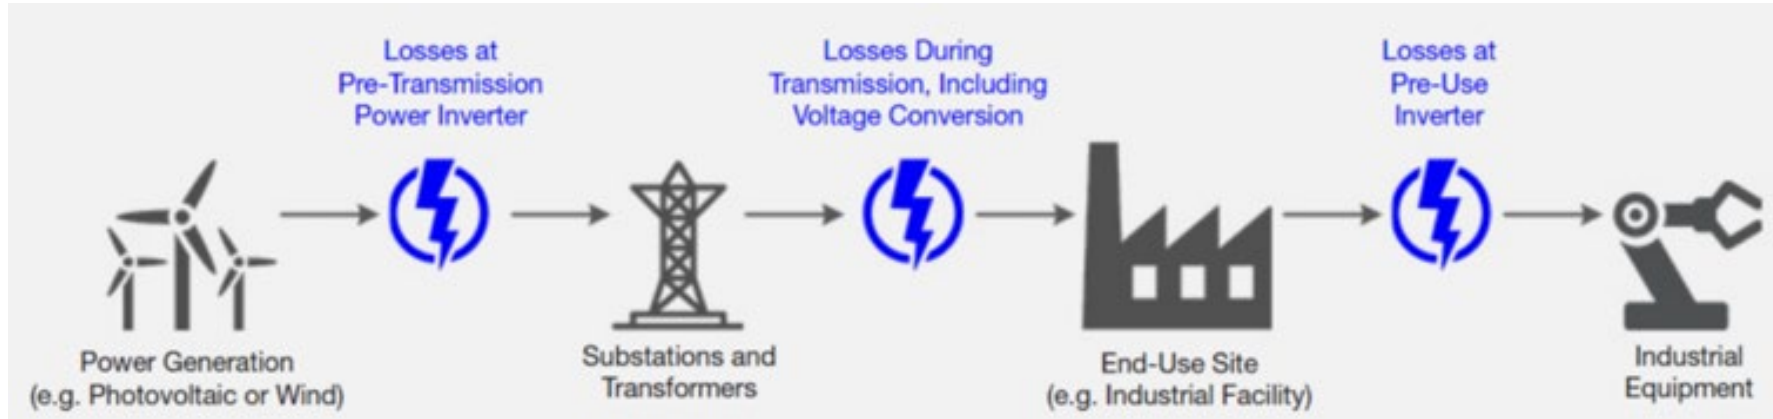 Losses at
Pre-Transmission
Power Inverter
Losses During
Transmission, Including
Voltage Conversion
Losses at
Pre-Use
Inverter
Power Generation
(e.g. Photovoltaic or Wind)
Substations and
Transformers
End-Use Site
(e.g. Industrial Facility)
Industrial
Equipment